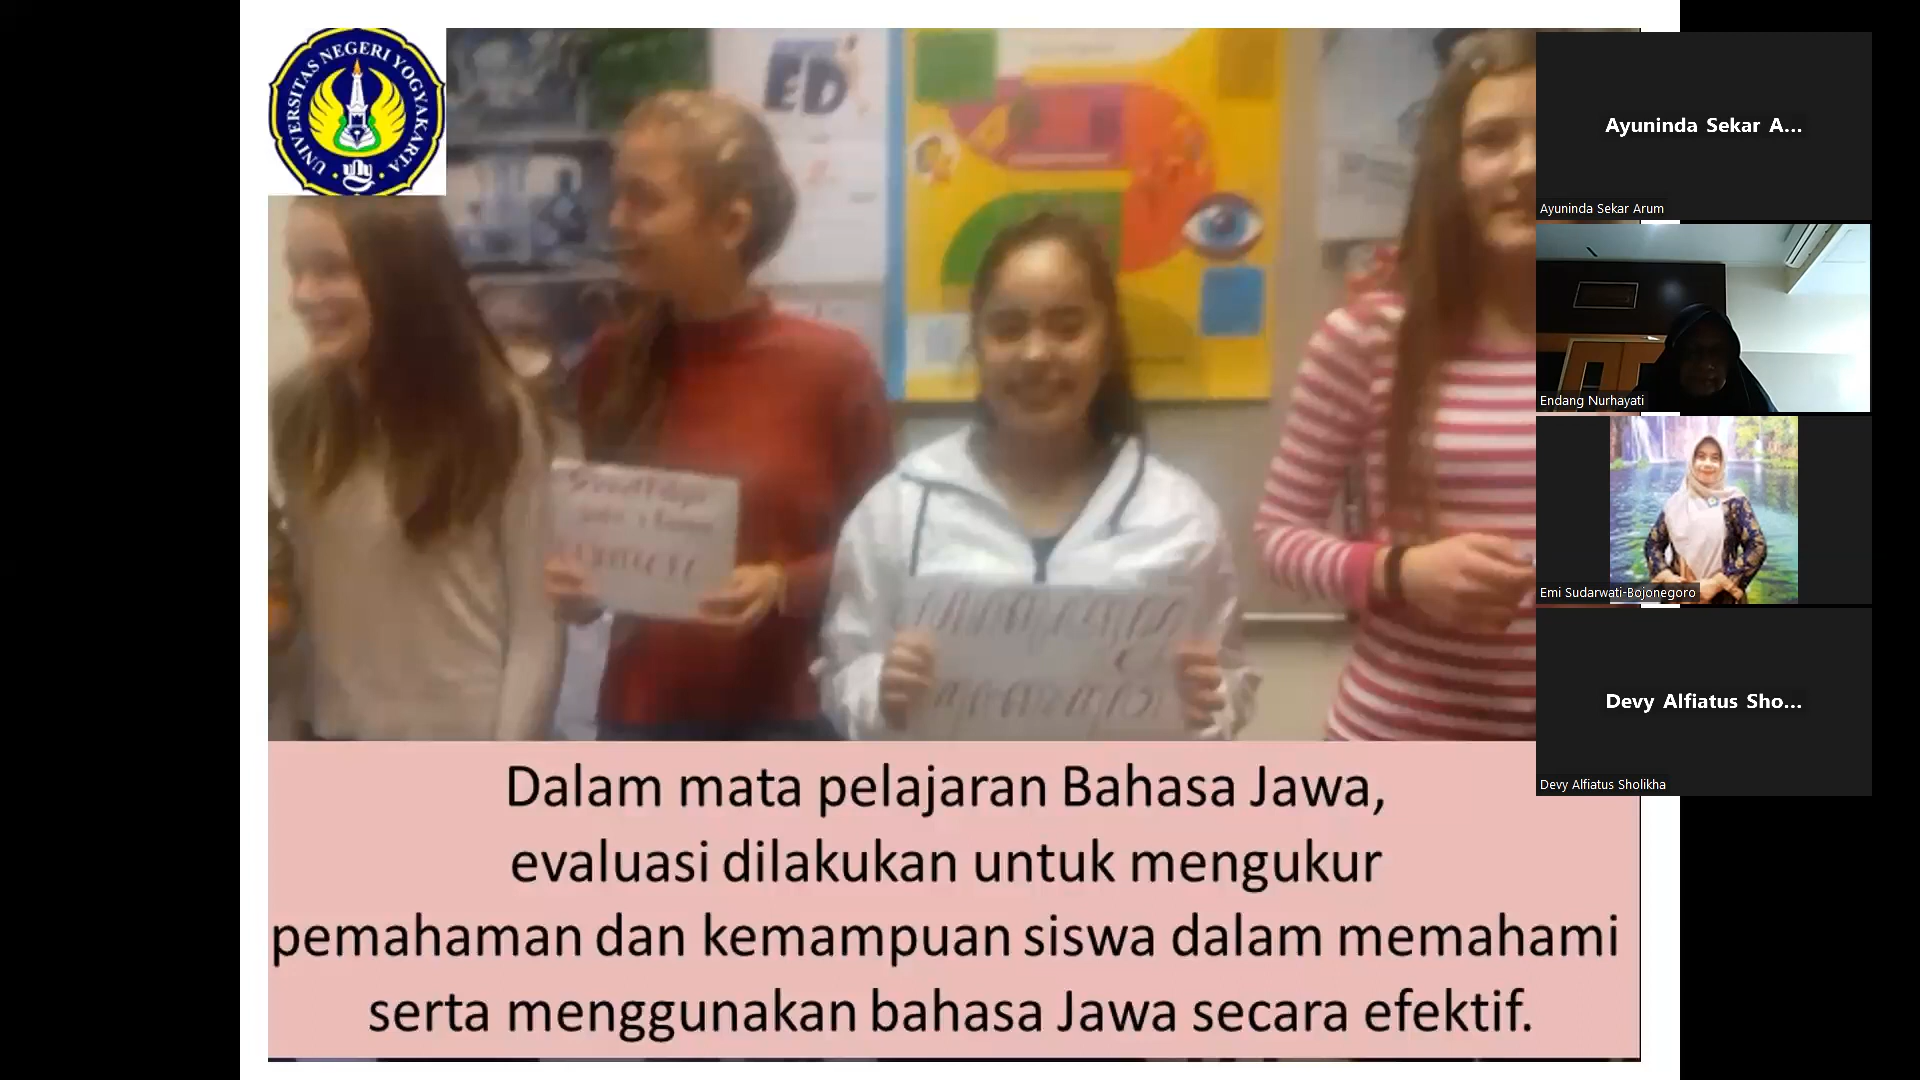 UNIVERSITAS NEGERI YOGYAKARTA
ED
Dalam mata pelajaran Bahasa Jawa,
evaluasi dilakukan untuk mengukur
pemahaman dan kemampuan siswa dalam memahami
serta menggunakan bahasa Jawa secara efektif.
Ayuninda Sekar A...
Ayuninda Sekar Arum
Endang Nurhayati
Emi Sudarwati-Bojonegoro
Devy Alfiatus Sho...
Devy Alfiatus Sholikha